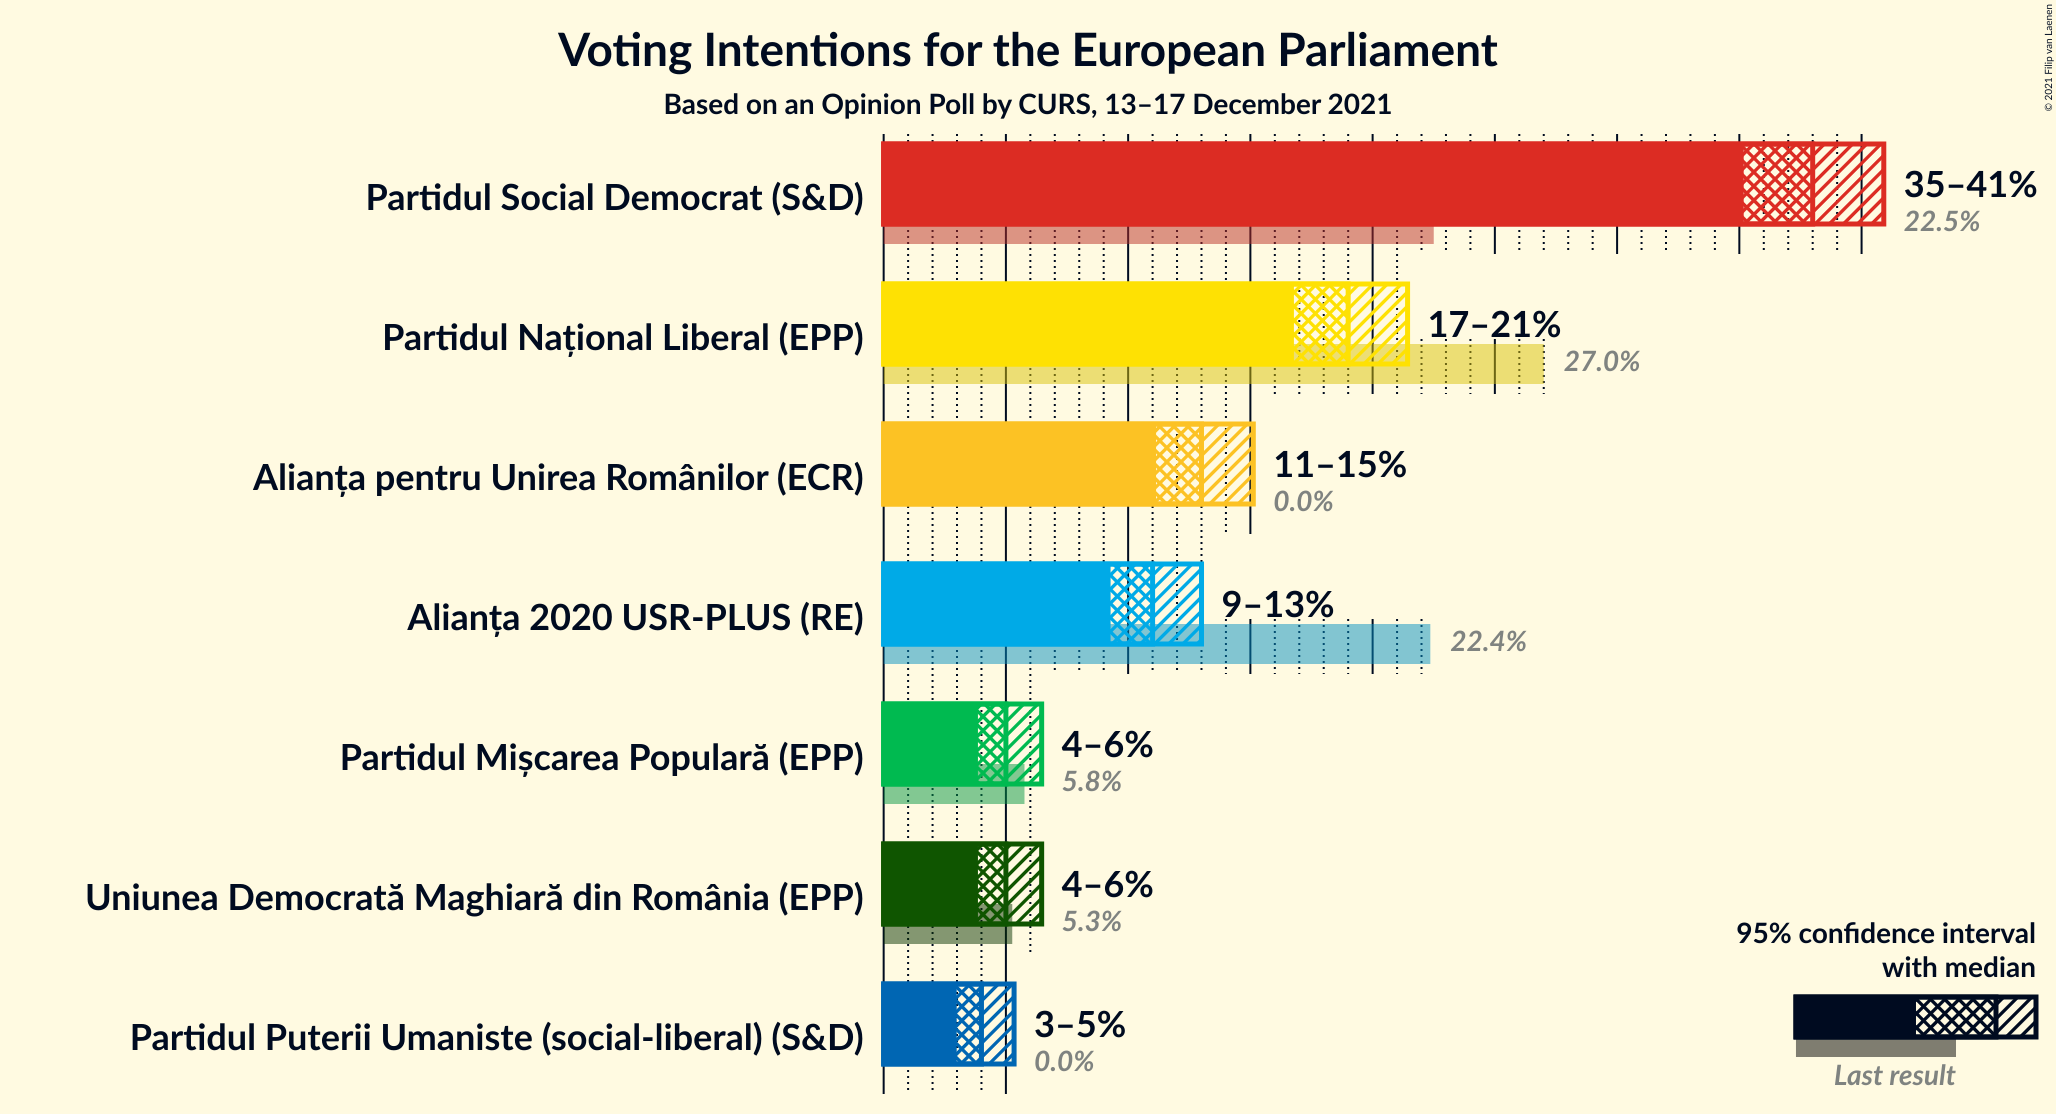 Voting Intentions for the European Parliament
Based on an Opinion Poll by CURS, 13–17 December 2021
© 2021 Filip van Laenen
Partidul Social Democrat (S&D)
35–41%
22.5%
Partidul Național Liberal (EPP)
17–21%
27.0%
Alianța pentru Unirea Românilor (ECR)
11–15%
0.0%
Alianța 2020 USR-PLUS (RE)
9–13%
22.4%
Partidul Mișcarea Populară (EPP)
4–6%
5.8%
Uniunea Democrată Maghiară din România (EPP)
4–6%
5.3%
Partidul Puterii Umaniste (social-liberal) (S&D)
3–5%
0.0%
95% confidence interval
with median
Last result